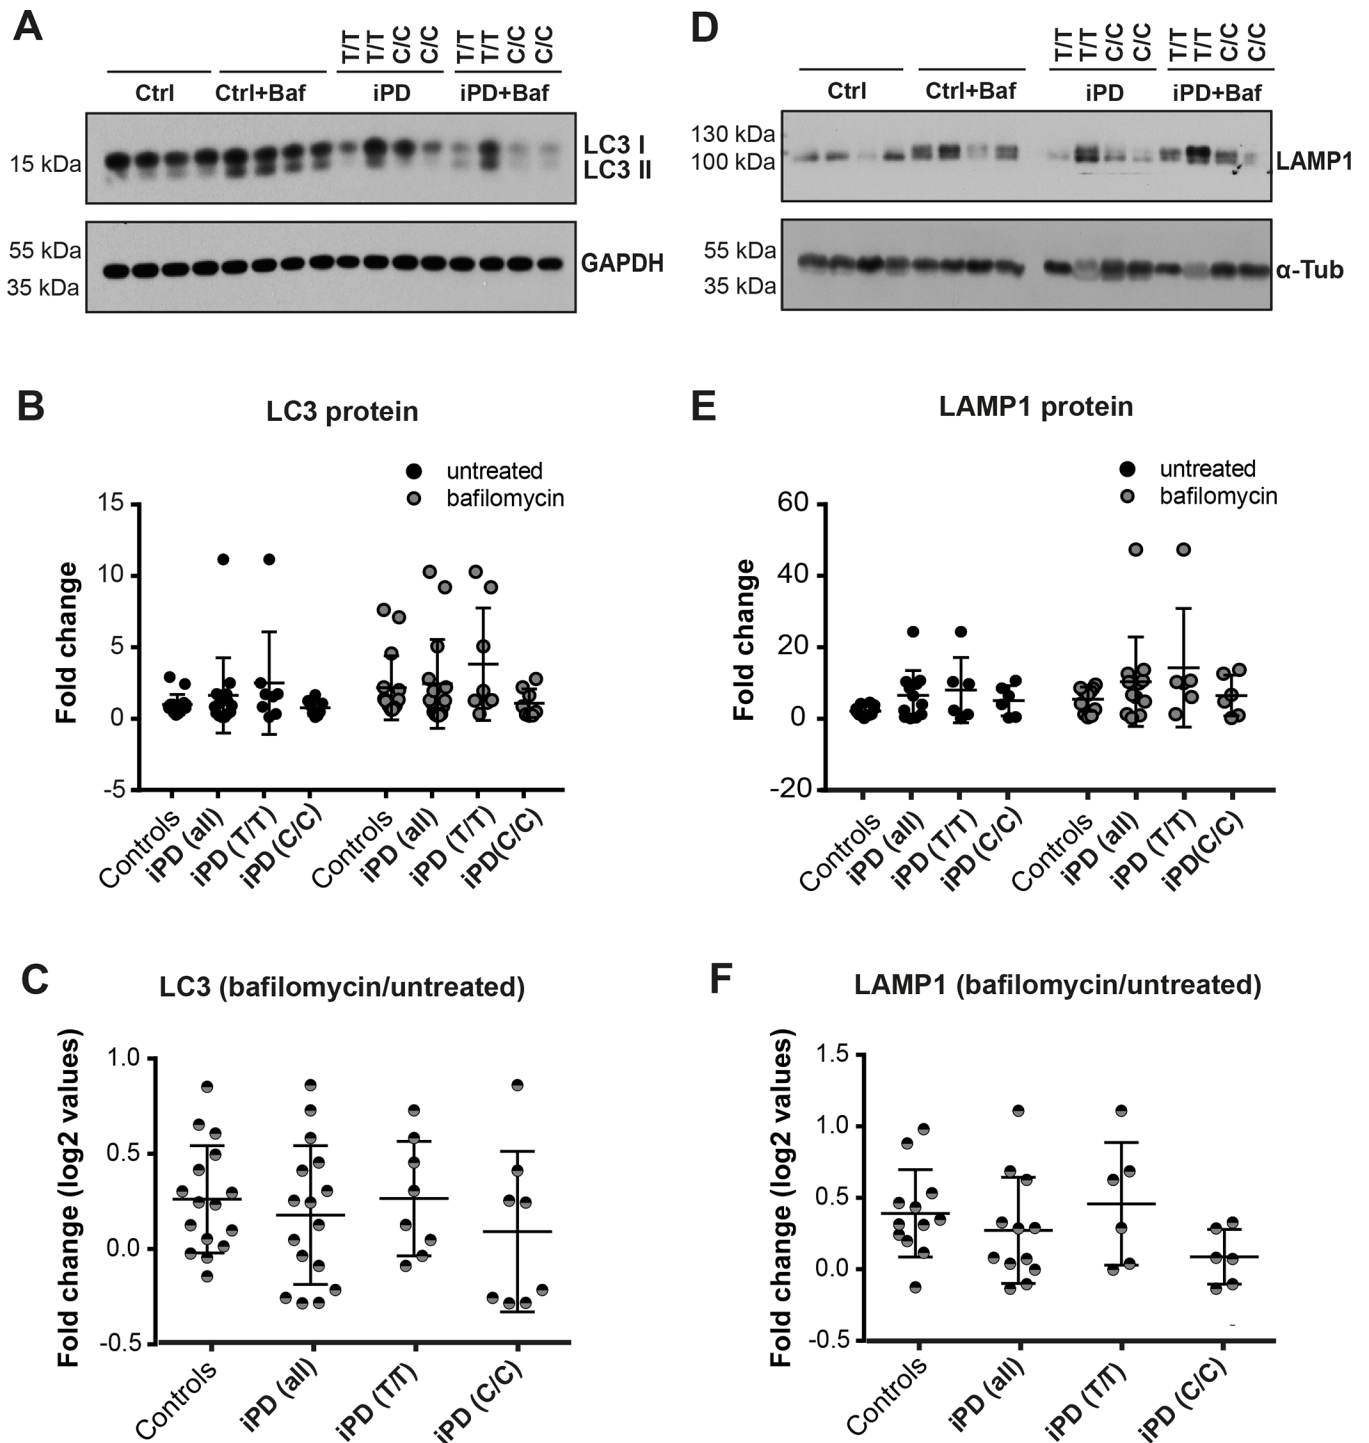 A
T/T
T/T
C/C
C/C
T/T
T/T
C/C
C/C
Ctrl
Ctrl+Baf
iPD
iPD+Baf
15 kDa
LC3 I
LC3 II
55 kDa
35 kDa
GAPDH
D
T/T
T/T
C/C
C/C
T/T
T/T
C/C
C/C
Ctrl
Ctrl+Baf
iPD
iPD+Baf
130 kDa
100 kDa
LAMP1
55 kDa
35 kDa
α-Tub
B
LC3 protein
untreated
bafilomycin
Fold change
15
10
5
0
-5
Controls
iPD (all)
iPD (T/T)
iPD (C/C)
Controls
iPD (all)
iPD (T/T)
iPD(C/C)
E
LAMP1 protein
untreated
bafilomycin
Fold change
60
40
20
0
-20
Controls
iPD (all)
iPD (T/T)
iPD (C/C)
Controls
iPD (all)
iPD (T/T)
iPD(C/C)
C
LC3 (bafilomycin/untreated)
Fold change (log2 values)
1.0
0.5
0.0
-0.5
Controls
iPD (all)
iPD (T/T)
iPD (C/C)
F
LAMP1 (bafilomycin/untreated)
Fold change (log2 values)
1.5
1.0
0.5
0.0
-0.5
Controls
iPD (all)
iPD (T/T)
iPD (C/C)